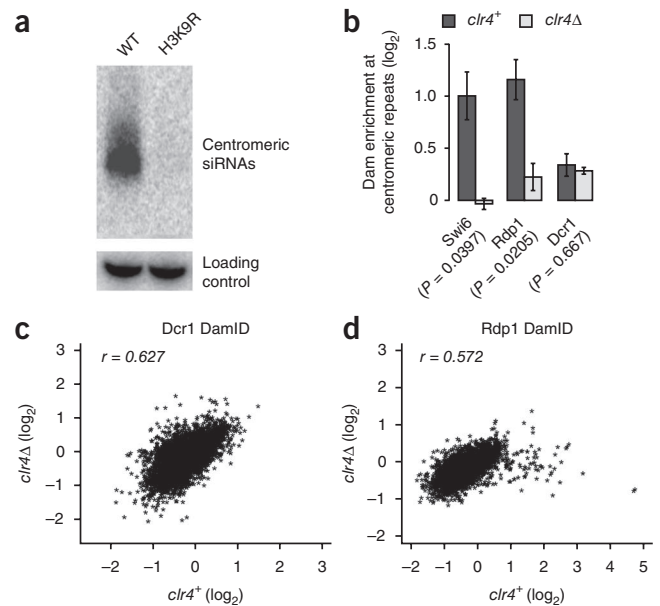 a
WT
H3K9R
Centromeric
siRNAs
Loading
control
b
clr4+
clr4Δ
Dam enrichment at
centromeric repeats (log2)
1.5
1.0
0.5
0
Swi6
(P = 0.0397)
Rdp1
(P = 0.0205)
Dcr1
(P = 0.667)
c
Dcr1 DamID
r = 0.627
clr4Δ (log2)
3
2
1
0
−1
−2
−2 −1 0 1 2 3
clr4+ (log2)
d
Rdp1 DamID
r = 0.572
clr4Δ (log2)
3
2
1
0
−1
−2
−2 −1 0 1 2 3 4 5
clr4+ (log2)